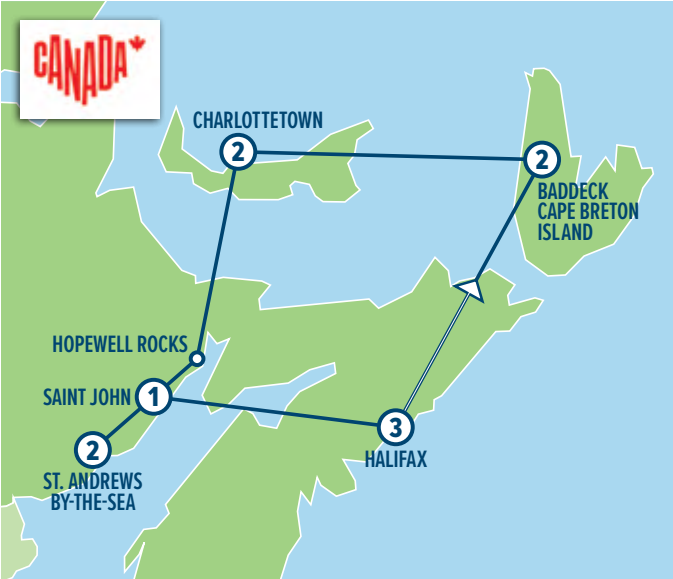 CANADA
CHARLOTTETOWN
2
2
BADDECK
CAPE BRETON
ISLAND
HOPEWELL ROCKS
SAINT JOHN
1
3
HALIFAX
2
ST. ANDREWS
BY-THE-SEA